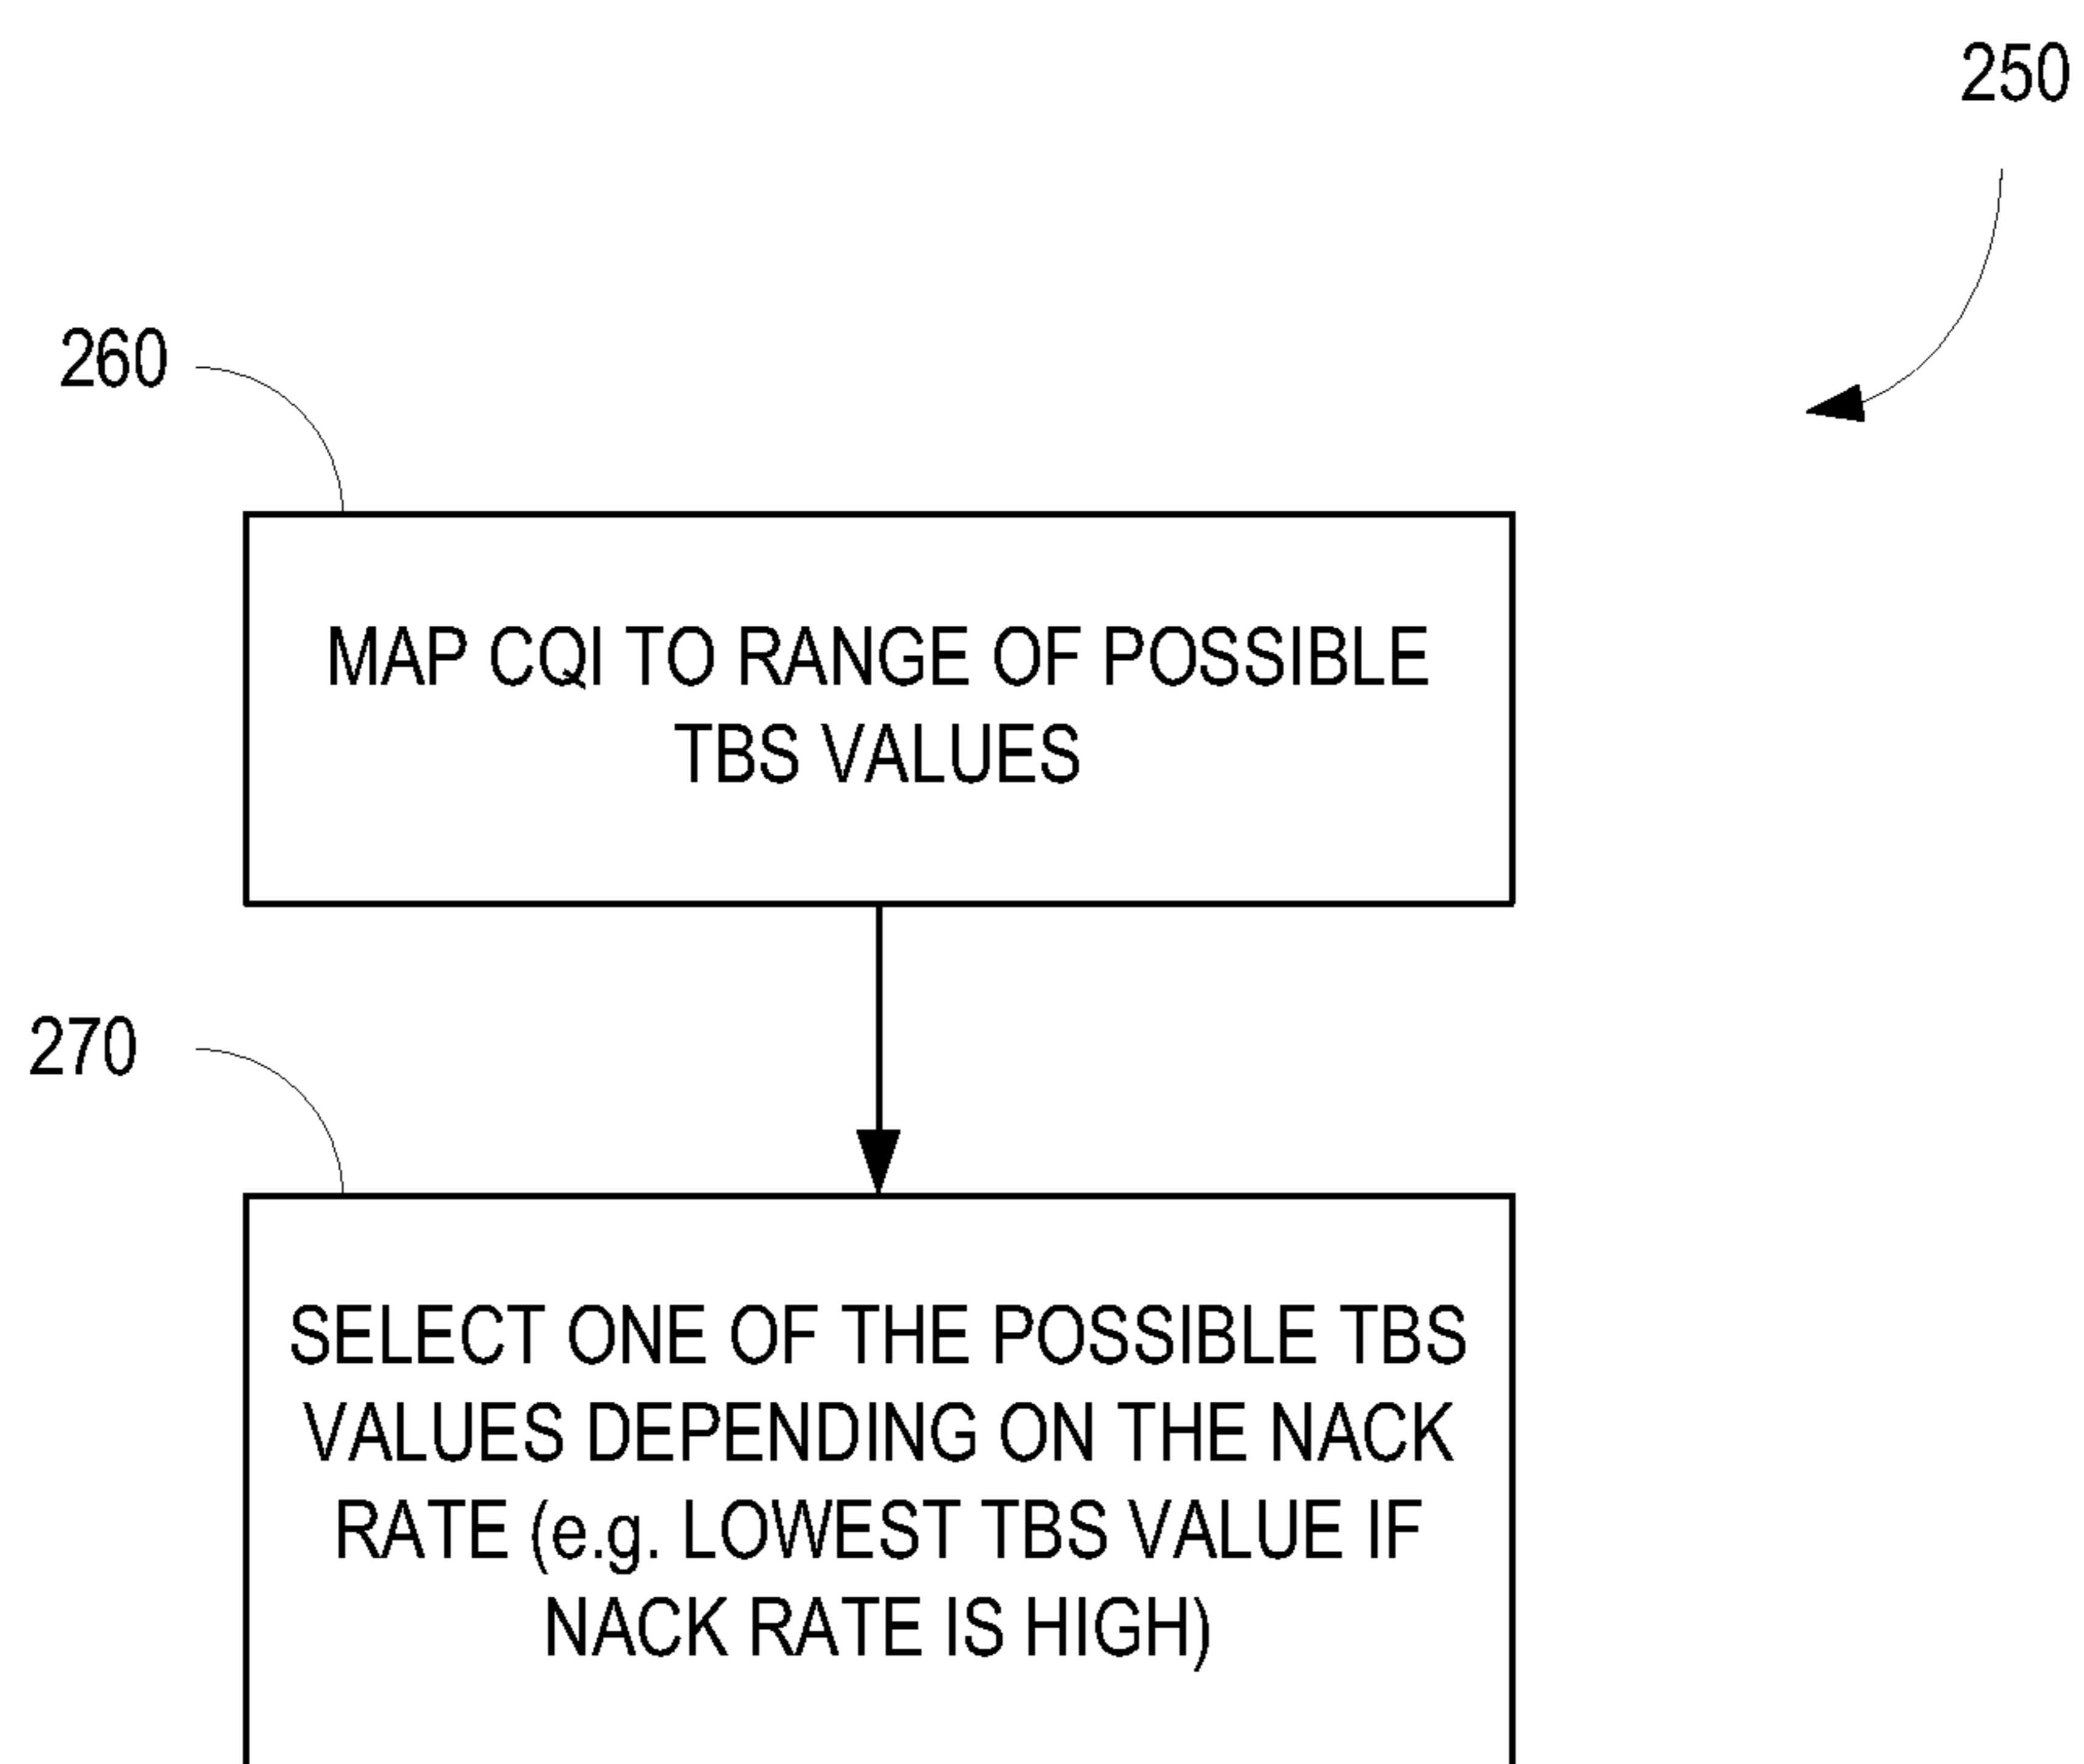 250
260
MAP CQI TO RANGE OF POSSIBLE
TBS VALUES
270
SELECT ONE OF THE POSSIBLE TBS
VALUES DEPENDING ON THE NACK
RATE (e.g. LOWEST TBS VALUE IF
NACK RATE IS HIGH)